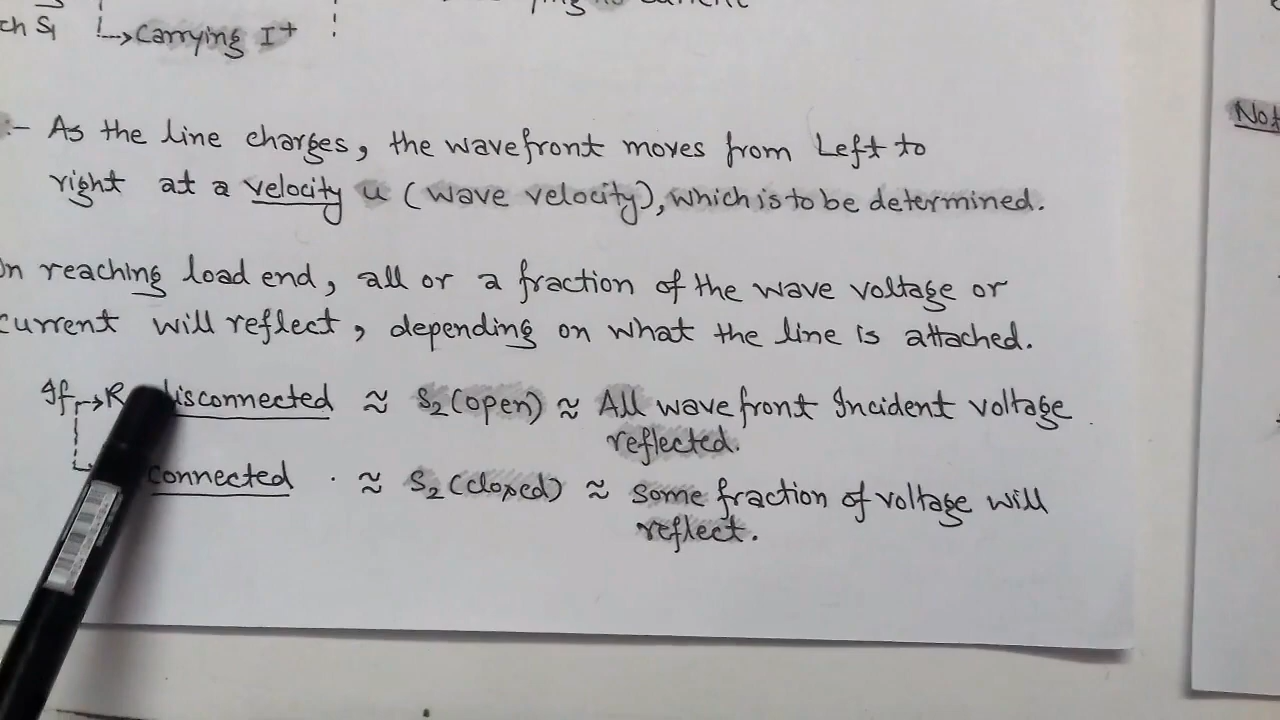 ch S1 ↳ Carrying I+
:- As the line charges, the wavefront moves from Left to
right at a velocity u (wave velocity), which is to be determined.
On reaching load end, all or a fraction of the wave voltage or
current will reflect, depending on what the line is attached.
If → R disconnected ≈ S2 (open) ≈ All wavefront Incident voltage
reflected.
connected ≈ S2 (closed) ≈ some fraction of voltage will
reflect.